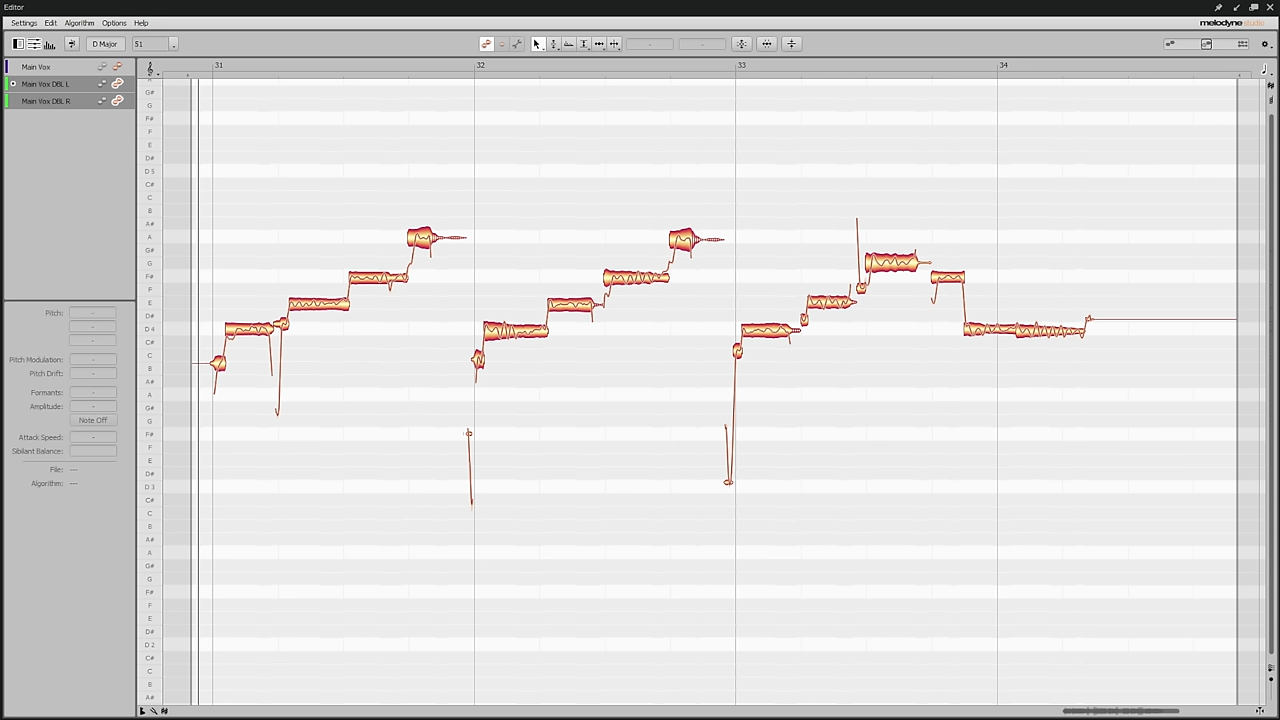 Editor
Settings Edit Algorithm Options Help
melodyne studio
D Major 51 - -
Main Vox
Main Vox DBL L
Main Vox DBL R
31 32 33 34
G#
G
F#
F
E
D#
D 5
C#
C
B
A#
A
G#
G
F#
F
E
D#
D 4
C#
C
B
A#
A
G#
G
F#
F
E
D#
D 3
C#
C
B
A#
A
G#
G
F#
F
E
D#
D 2
C#
C
B
A#
Pitch: -
-
-
Pitch Modulation: -
Pitch Drift: -
Formants: -
Amplitude: -
Note Off
Attack Speed: -
Sibilant Balance:
File: ---
Algorithm: ---